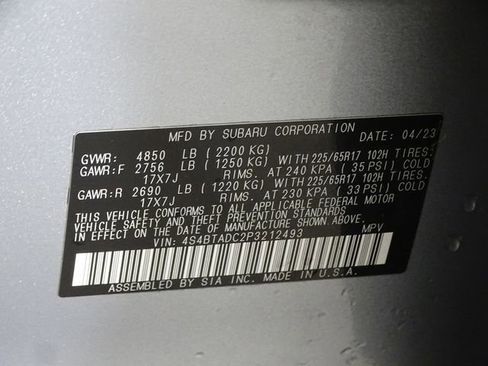 MFD BY SUBARU CORPORATION DATE: 04/23
GVWR: 4850 LB ( 2200 KG)
GAWR:F 2756 LB ( 1250 KG) WITH 225/65R17 102H TIRES:
17X7J RIMS. AT 240 KPA ( 35 PSI) COLD
GAWR:R 2690 LB ( 1220 KG) WITH 225/65R17 102H TIRES:
17X7J RIMS. AT 230 KPA ( 33 PSI) COLD
THIS VEHICLE CONFORMS TO ALL APPLICABLE FEDERAL MOTOR
VEHICLE SAFETY AND THEFT PREVENTION STANDARDS
IN EFFECT ON THE DATE OF MANUFACTURE SHOWN ABOVE.
VIN: 4S4BTADC2P3212493 MPV
ASSEMBLED BY SIA INC. MADE IN U.S.A.